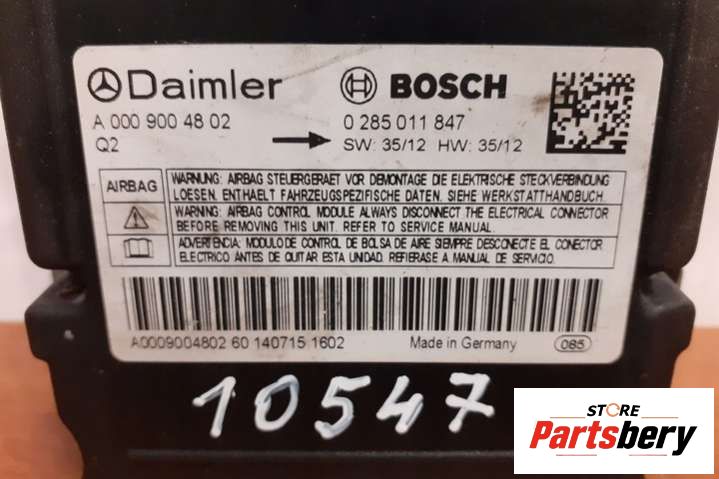 Daimler BOSCH
A 000 900 48 02 0 285 011 847
Q2 SW: 35/12 HW: 35/12
AIRBAG
WARNUNG: AIRBAG STEUERGERAET VOR DEMONTAGE DIE ELEKTRISCHE STECKVERBINDUNG
LOESEN. ENTHAELT FAHRZEUGSPEZIFISCHE DATEN. SIEHE WERKSTATTHANDBUCH.
WARNING: AIRBAG CONTROL MODULE ALWAYS DISCONNECT THE ELECTRICAL CONNECTOR
BEFORE REMOVING THIS UNIT. REFER TO SERVICE MANUAL.
ADVERTENCIA: MODULO DE CONTROL DE BOLSA DE AIRE SIEMPRE DESCONECTE EL CONECTOR
ELECTRICO ANTES DE QUITAR ESTA UNIDAD. REFIERASE A MANUAL DE SERVICIO.
A0009004802 60 140715 1602 Made in Germany 085
10547
STORE
Partsbery